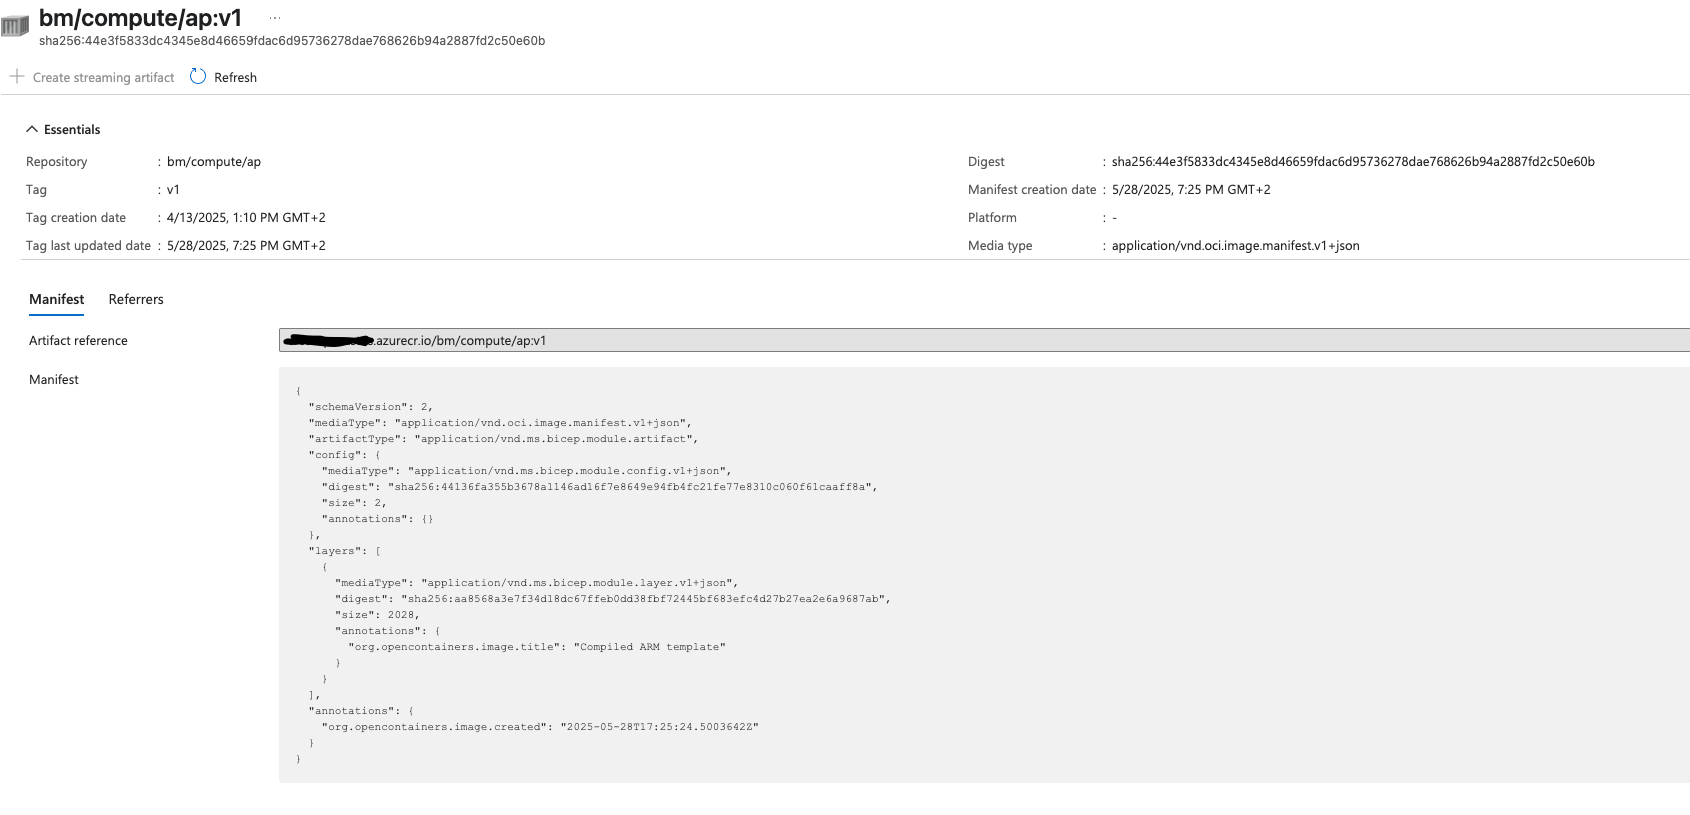 bm/compute/ap:v1 ...
sha256:44e3f5833dc4345e8d46659fdac6d95736278dae768626b94a2887fd2c50e60b
Create streaming artifact Refresh
Essentials
Repository : bm/compute/ap
Tag : v1
Tag creation date : 4/13/2025, 1:10 PM GMT+2
Tag last updated date : 5/28/2025, 7:25 PM GMT+2
Digest : sha256:44e3f5833dc4345e8d46659fdac6d95736278dae768626b94a2887fd2c50e60b
Manifest creation date : 5/28/2025, 7:25 PM GMT+2
Platform : -
Media type : application/vnd.oci.image.manifest.v1+json
Manifest Referrers
Artifact reference .azurecr.io/bm/compute/ap:v1
Manifest
{
"schemaVersion": 2,
"mediaType": "application/vnd.oci.image.manifest.v1+json",
"artifactType": "application/vnd.ms.bicep.module.artifact",
"config": {
"mediaType": "application/vnd.ms.bicep.module.config.v1+json",
"digest": "sha256:44136fa355b3678a1146ad16f7e8649e94fb4fc21fe77e8310c060f61caaff8a",
"size": 2,
"annotations": {}
},
"layers": [
{
"mediaType": "application/vnd.ms.bicep.module.layer.v1+json",
"digest": "sha256:aa8568a3e7f34d18dc67ffeb0dd38fbf72445bf683efc4d27b27ea2e6a9687ab",
"size": 2028,
"annotations": {
"org.opencontainers.image.title": "Compiled ARM template"
}
}
],
"annotations": {
"org.opencontainers.image.created": "2025-05-28T17:25:24.5003642Z"
}
}